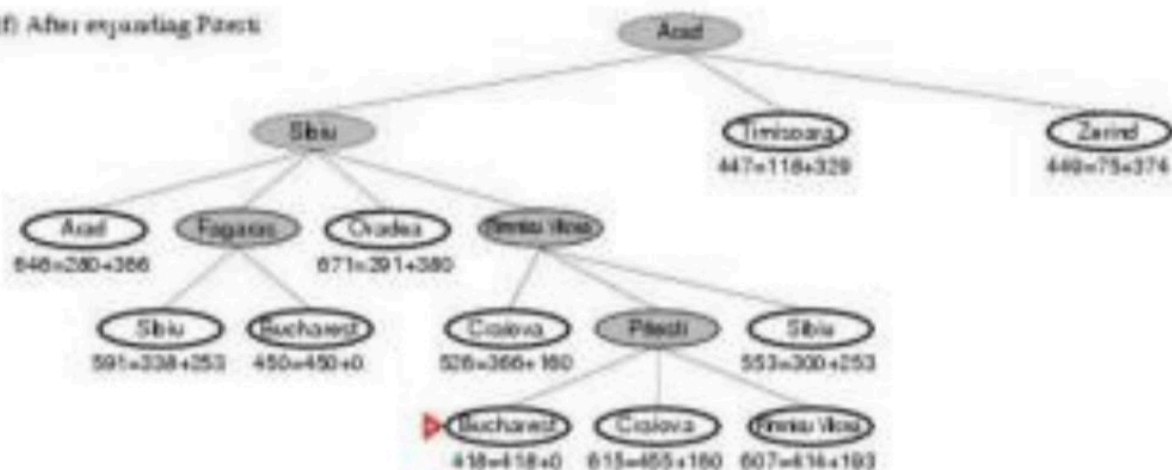 (f) After expanding Pitesti
Arad
Sibiu Timisoara Zerind
447=118+329 449=75+374
Arad Fagaras Oradea Rimnicu Vilcea
646=280+366 671=291+380
Sibiu Bucharest Craiova Pitesti Sibiu
591=338+253 450=450+0 526=366+160 553=300+253
Bucharest Craiova Rimnicu Vilcea
418=418+0 615=455+160 607=414+193